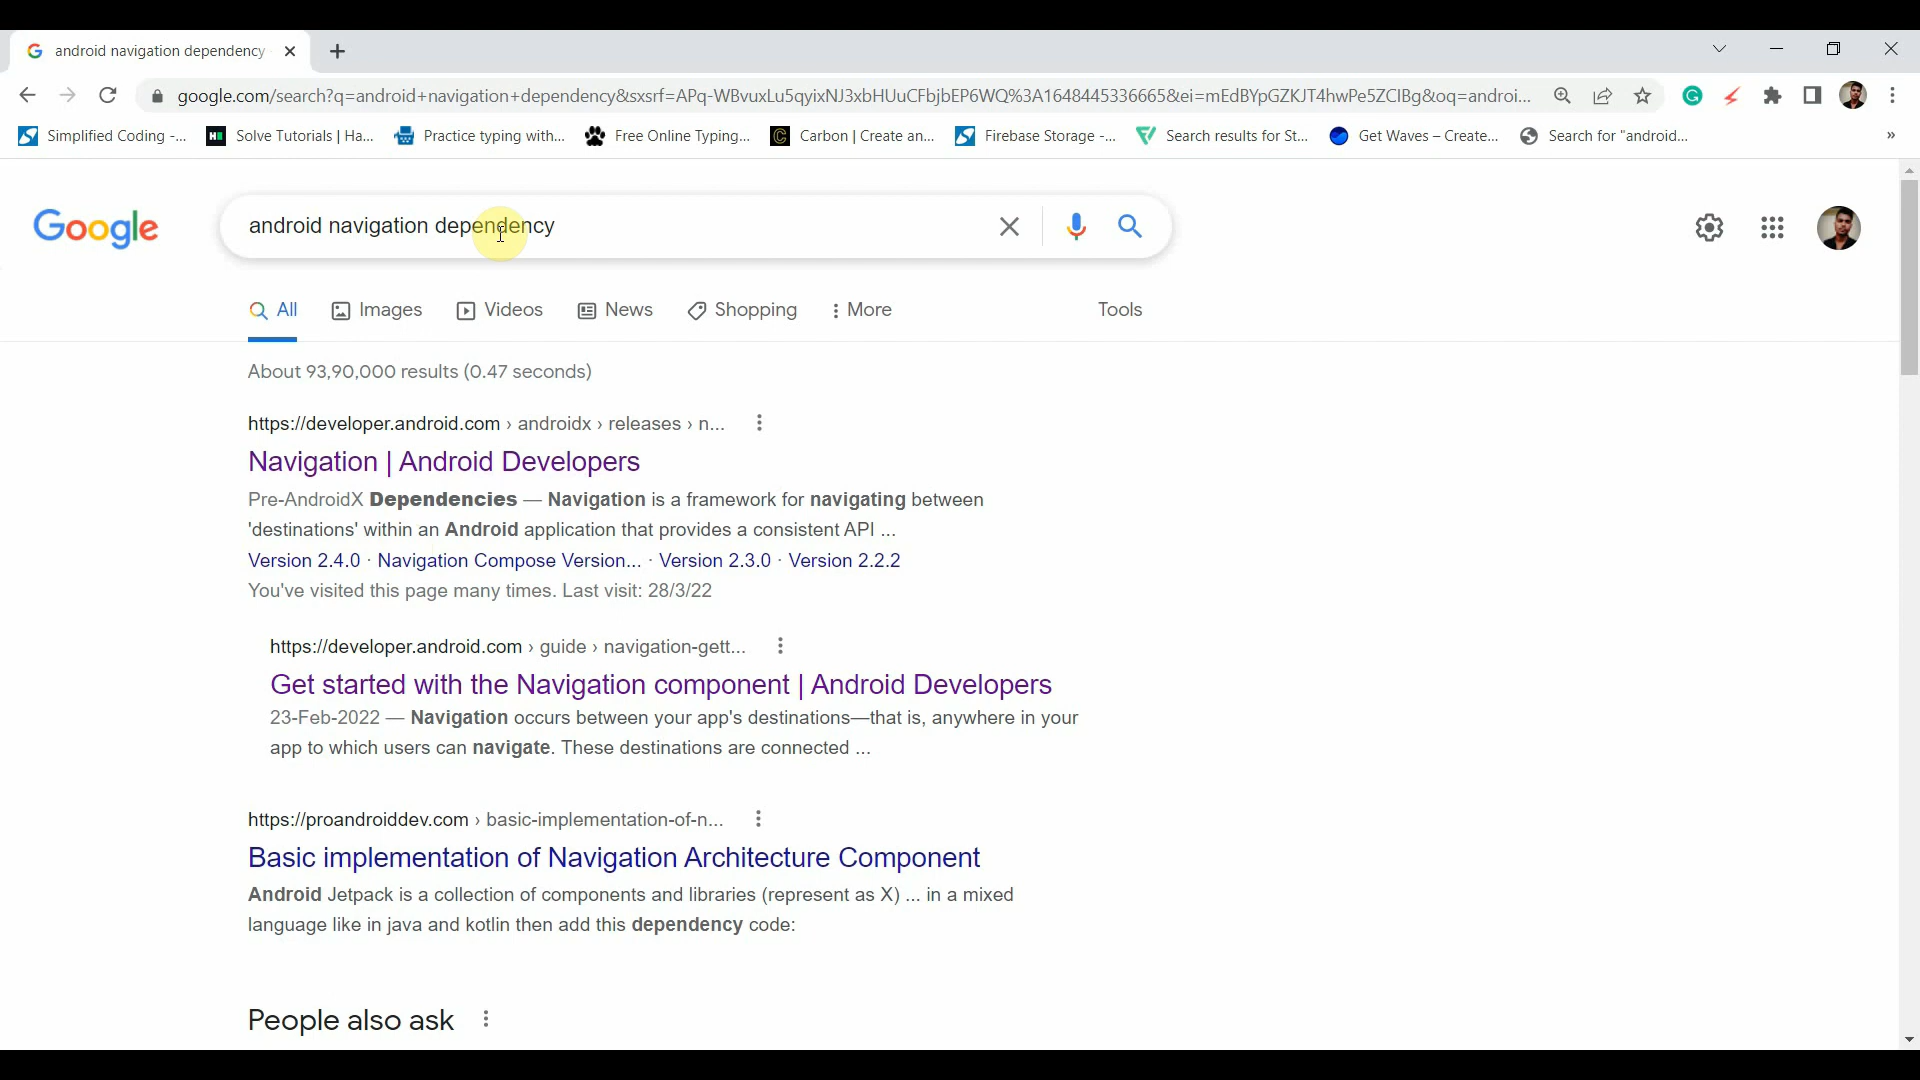 android navigation dependency
google.com/search?q=android+navigation+dependency&sxsrf=APq-WBvuxLu5qyixNJ3xbHUuCFbjbEP6WQ%3A1648445336665&ei=mEdBYpGZKJT4hwPe5ZCIBg&oq=androi...
Simplified Coding -... Solve Tutorials | Ha... Practice typing with... Free Online Typing... Carbon | Create an... Firebase Storage -... Search results for St... Get Waves – Create... Search for "android... »
Google
android navigation dependency
All Images Videos News Shopping More Tools
About 93,90,000 results (0.47 seconds)
https://developer.android.com › androidx › releases › n...
Navigation | Android Developers
Pre-AndroidX Dependencies — Navigation is a framework for navigating between
'destinations' within an Android application that provides a consistent API ...
Version 2.4.0 · Navigation Compose Version... · Version 2.3.0 · Version 2.2.2
You've visited this page many times. Last visit: 28/3/22
https://developer.android.com › guide › navigation-gett...
Get started with the Navigation component | Android Developers
23-Feb-2022 — Navigation occurs between your app's destinations—that is, anywhere in your
app to which users can navigate. These destinations are connected ...
https://proandroiddev.com › basic-implementation-of-n...
Basic implementation of Navigation Architecture Component
Android Jetpack is a collection of components and libraries (represent as X) ... in a mixed
language like in java and kotlin then add this dependency code:
People also ask